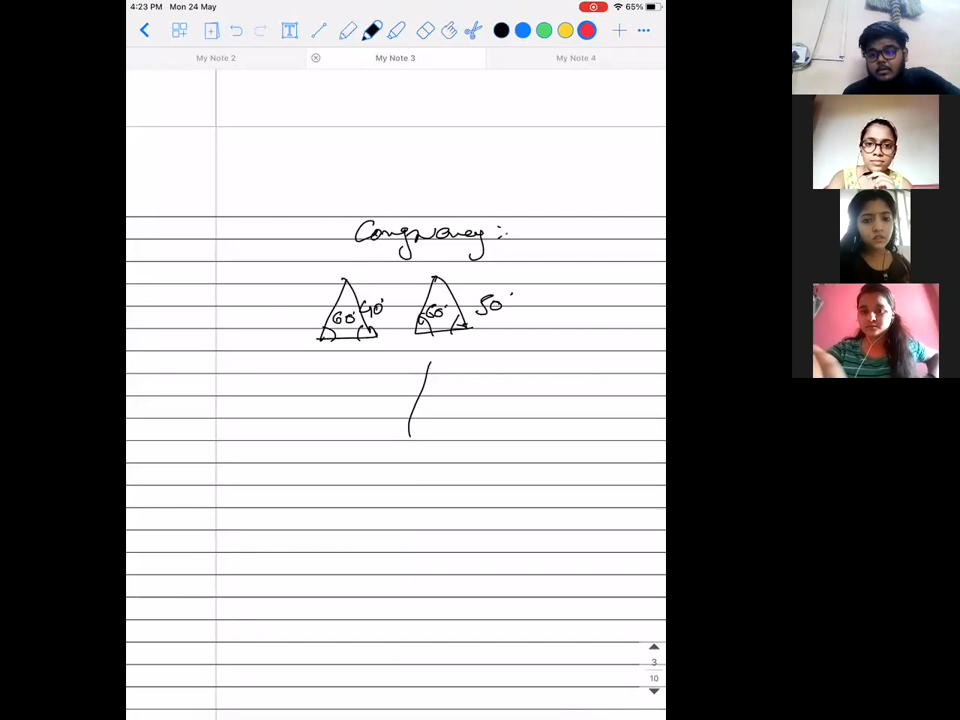 4:23 PM Mon 24 May
65%
My Note 2
My Note 3
My Note 4
Congruency :
60° 40° 60° 50°
3
10